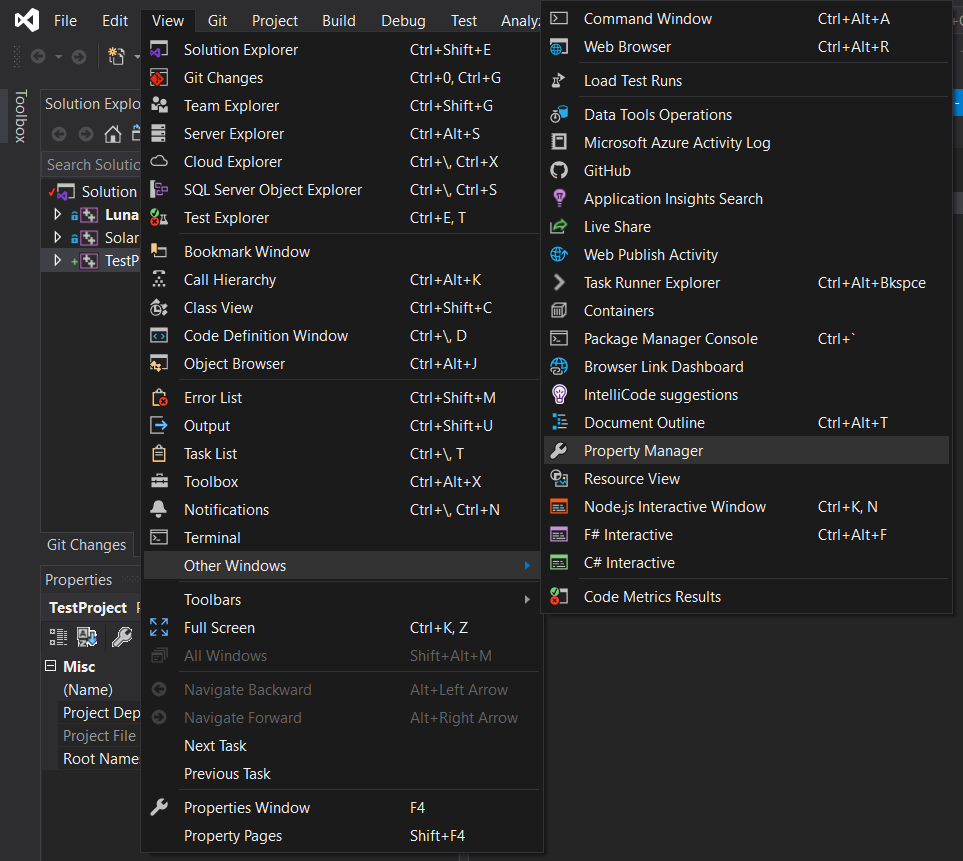 File Edit View Git Project Build Debug Test Analyz
Toolbox
Solution Explo
Search Solutio
Solution
Luna
Solar
TestP
Git Changes
Properties
TestProject
Misc
(Name)
Project Dep
Project File
Root Name
Solution Explorer Ctrl+Shift+E
Git Changes Ctrl+0, Ctrl+G
Team Explorer Ctrl+Shift+G
Server Explorer Ctrl+Alt+S
Cloud Explorer Ctrl+\, Ctrl+X
SQL Server Object Explorer Ctrl+\, Ctrl+S
Test Explorer Ctrl+E, T
Bookmark Window
Call Hierarchy Ctrl+Alt+K
Class View Ctrl+Shift+C
Code Definition Window Ctrl+\, D
Object Browser Ctrl+Alt+J
Error List Ctrl+Shift+M
Output Ctrl+Shift+U
Task List Ctrl+\, T
Toolbox Ctrl+Alt+X
Notifications Ctrl+\, Ctrl+N
Terminal
Other Windows
Toolbars
Full Screen Ctrl+K, Z
All Windows Shift+Alt+M
Navigate Backward Alt+Left Arrow
Navigate Forward Alt+Right Arrow
Next Task
Previous Task
Properties Window F4
Property Pages Shift+F4
Command Window Ctrl+Alt+A
Web Browser Ctrl+Alt+R
Load Test Runs
Data Tools Operations
Microsoft Azure Activity Log
GitHub
Application Insights Search
Live Share
Web Publish Activity
Task Runner Explorer Ctrl+Alt+Bkspce
Containers
Package Manager Console Ctrl+`
Browser Link Dashboard
IntelliCode suggestions
Document Outline Ctrl+Alt+T
Property Manager
Resource View
Node.js Interactive Window Ctrl+K, N
F# Interactive Ctrl+Alt+F
C# Interactive
Code Metrics Results